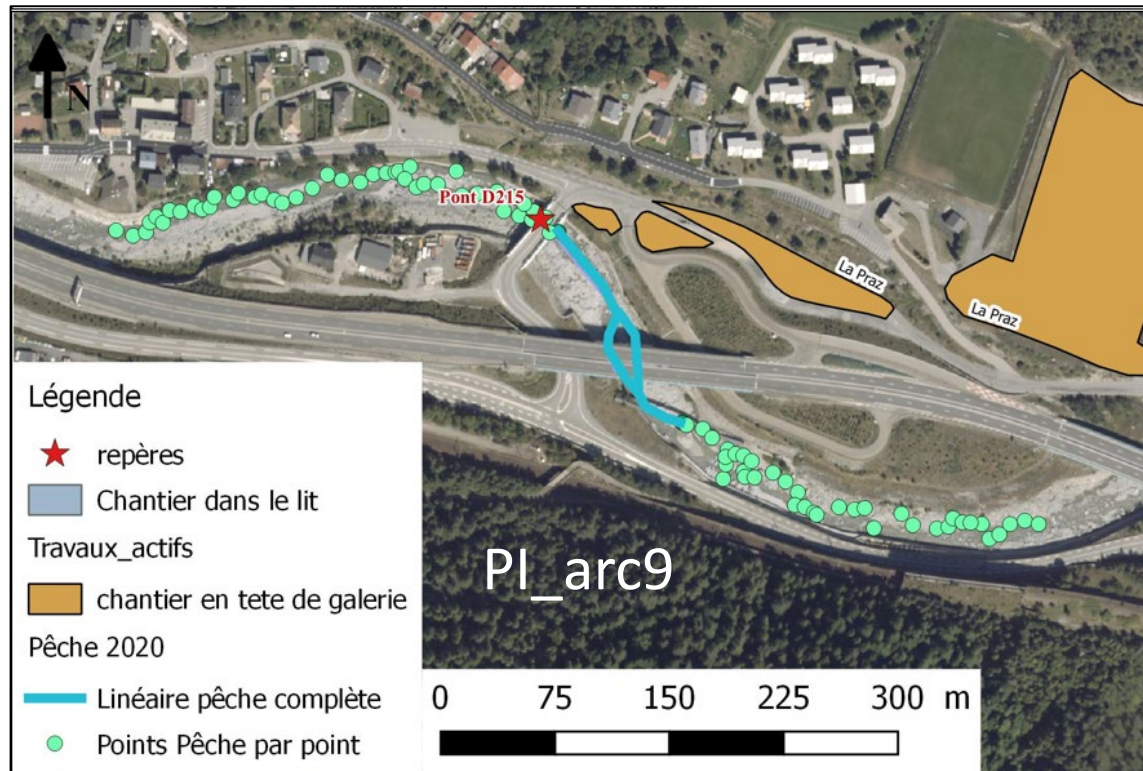 N
Pont D215
La Praz
La Praz
PI_arc9
Légende
repères
Chantier dans le lit
Travaux_actifs
chantier en tete de galerie
Pêche 2020
Linéaire pêche complète
Points Pêche par point
0 75 150 225 300 m